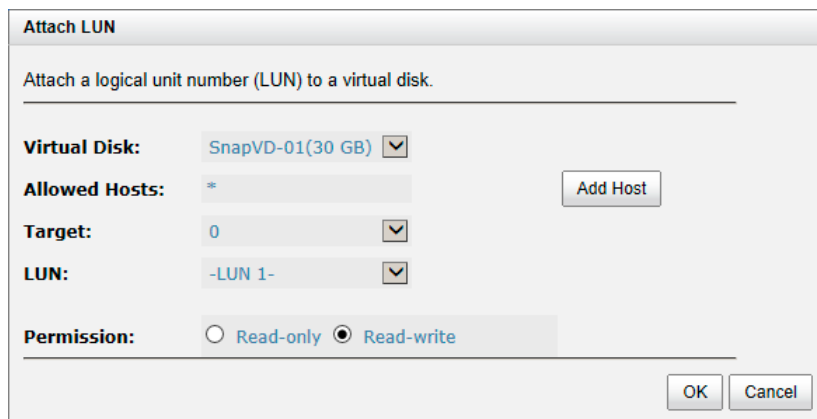 Attach LUN
Attach a logical unit number (LUN) to a virtual disk.
Virtual Disk: SnapVD-01(30 GB)
Allowed Hosts: * Add Host
Target: 0
LUN: -LUN 1-
Permission: Read-only Read-write
OK Cancel